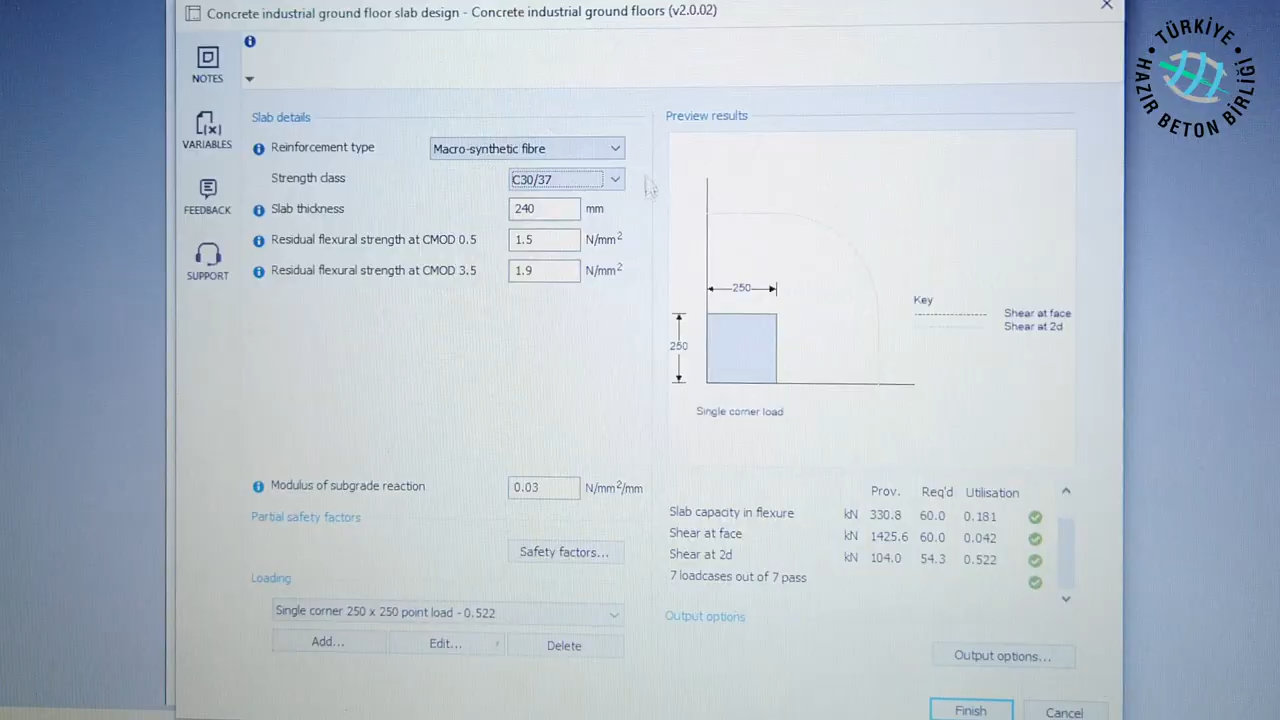 Concrete industrial ground floor slab design - Concrete industrial ground floors (v2.0.02)
TÜRKİYE HAZIR BETON BİRLİĞİ
NOTES
VARIABLES
FEEDBACK
SUPPORT
Slab details
Reinforcement type Macro-synthetic fibre
Strength class C30/37
Slab thickness 240 mm
Residual flexural strength at CMOD 0.5 1.5 N/mm²
Residual flexural strength at CMOD 3.5 1.9 N/mm²
Modulus of subgrade reaction 0.03 N/mm²/mm
Partial safety factors
Safety factors...
Loading
Single corner 250 x 250 point load - 0.522
Add... Edit... Delete
Preview results
250
250
Key
Shear at face
Shear at 2d
Single corner load
Prov. Req'd Utilisation
Slab capacity in flexure kN 330.8 60.0 0.181
Shear at face kN 1425.6 60.0 0.042
Shear at 2d kN 104.0 54.3 0.522
7 loadcases out of 7 pass
Output options
Output options...
Finish Cancel